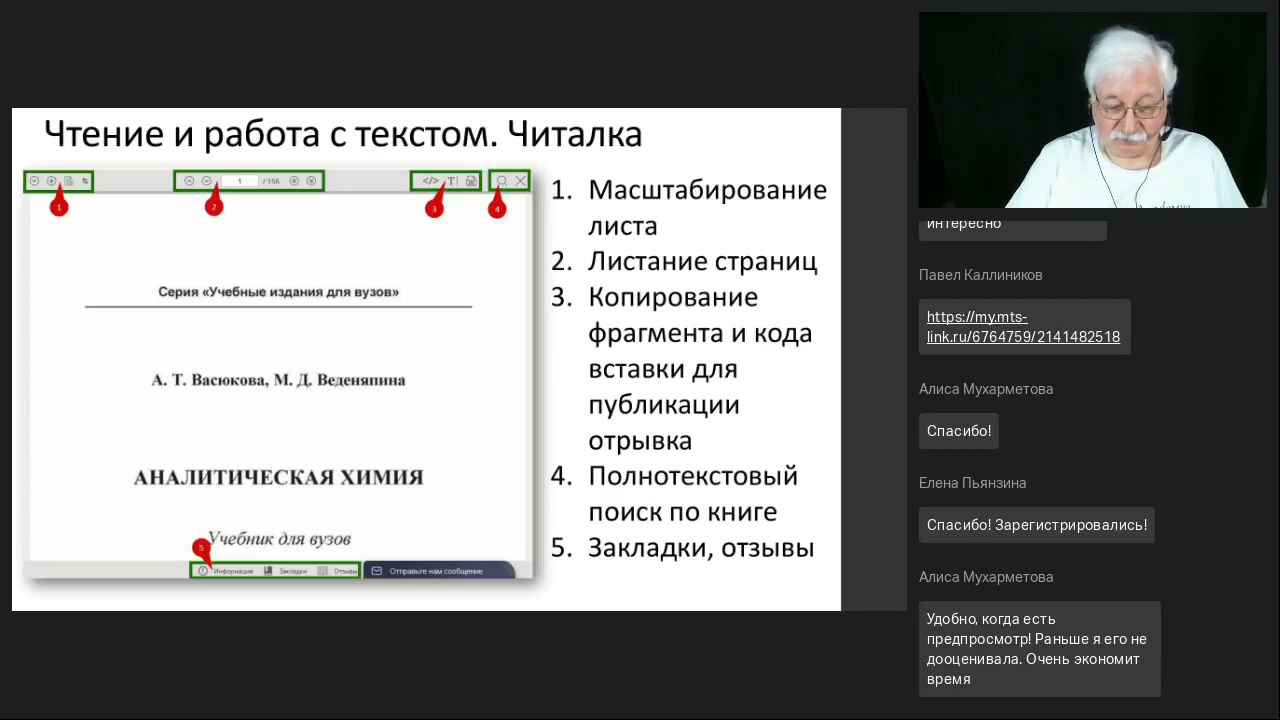 Чтение и работа с текстом. Читалка
1
/ 156
</>
T
1
2
3
4
Серия «Учебные издания для вузов»
А. Т. Васюкова, М. Д. Веденяпина
АНАЛИТИЧЕСКАЯ ХИМИЯ
Учебник для вузов
5
Информация
Закладки
Отзывы
Отправьте нам сообщение
1. Масштабирование
листа
2. Листание страниц
3. Копирование
фрагмента и кода
вставки для
публикации
отрывка
4. Полнотекстовый
поиск по книге
5. Закладки, отзывы
интересно
Павел Каллиников
https://my.mts-
link.ru/6764759/2141482518
Алиса Мухарметова
Спасибо!
Елена Пьянзина
Спасибо! Зарегистрировались!
Алиса Мухарметова
Удобно, когда есть
предпросмотр! Раньше я его не
дооценивала. Очень экономит
время